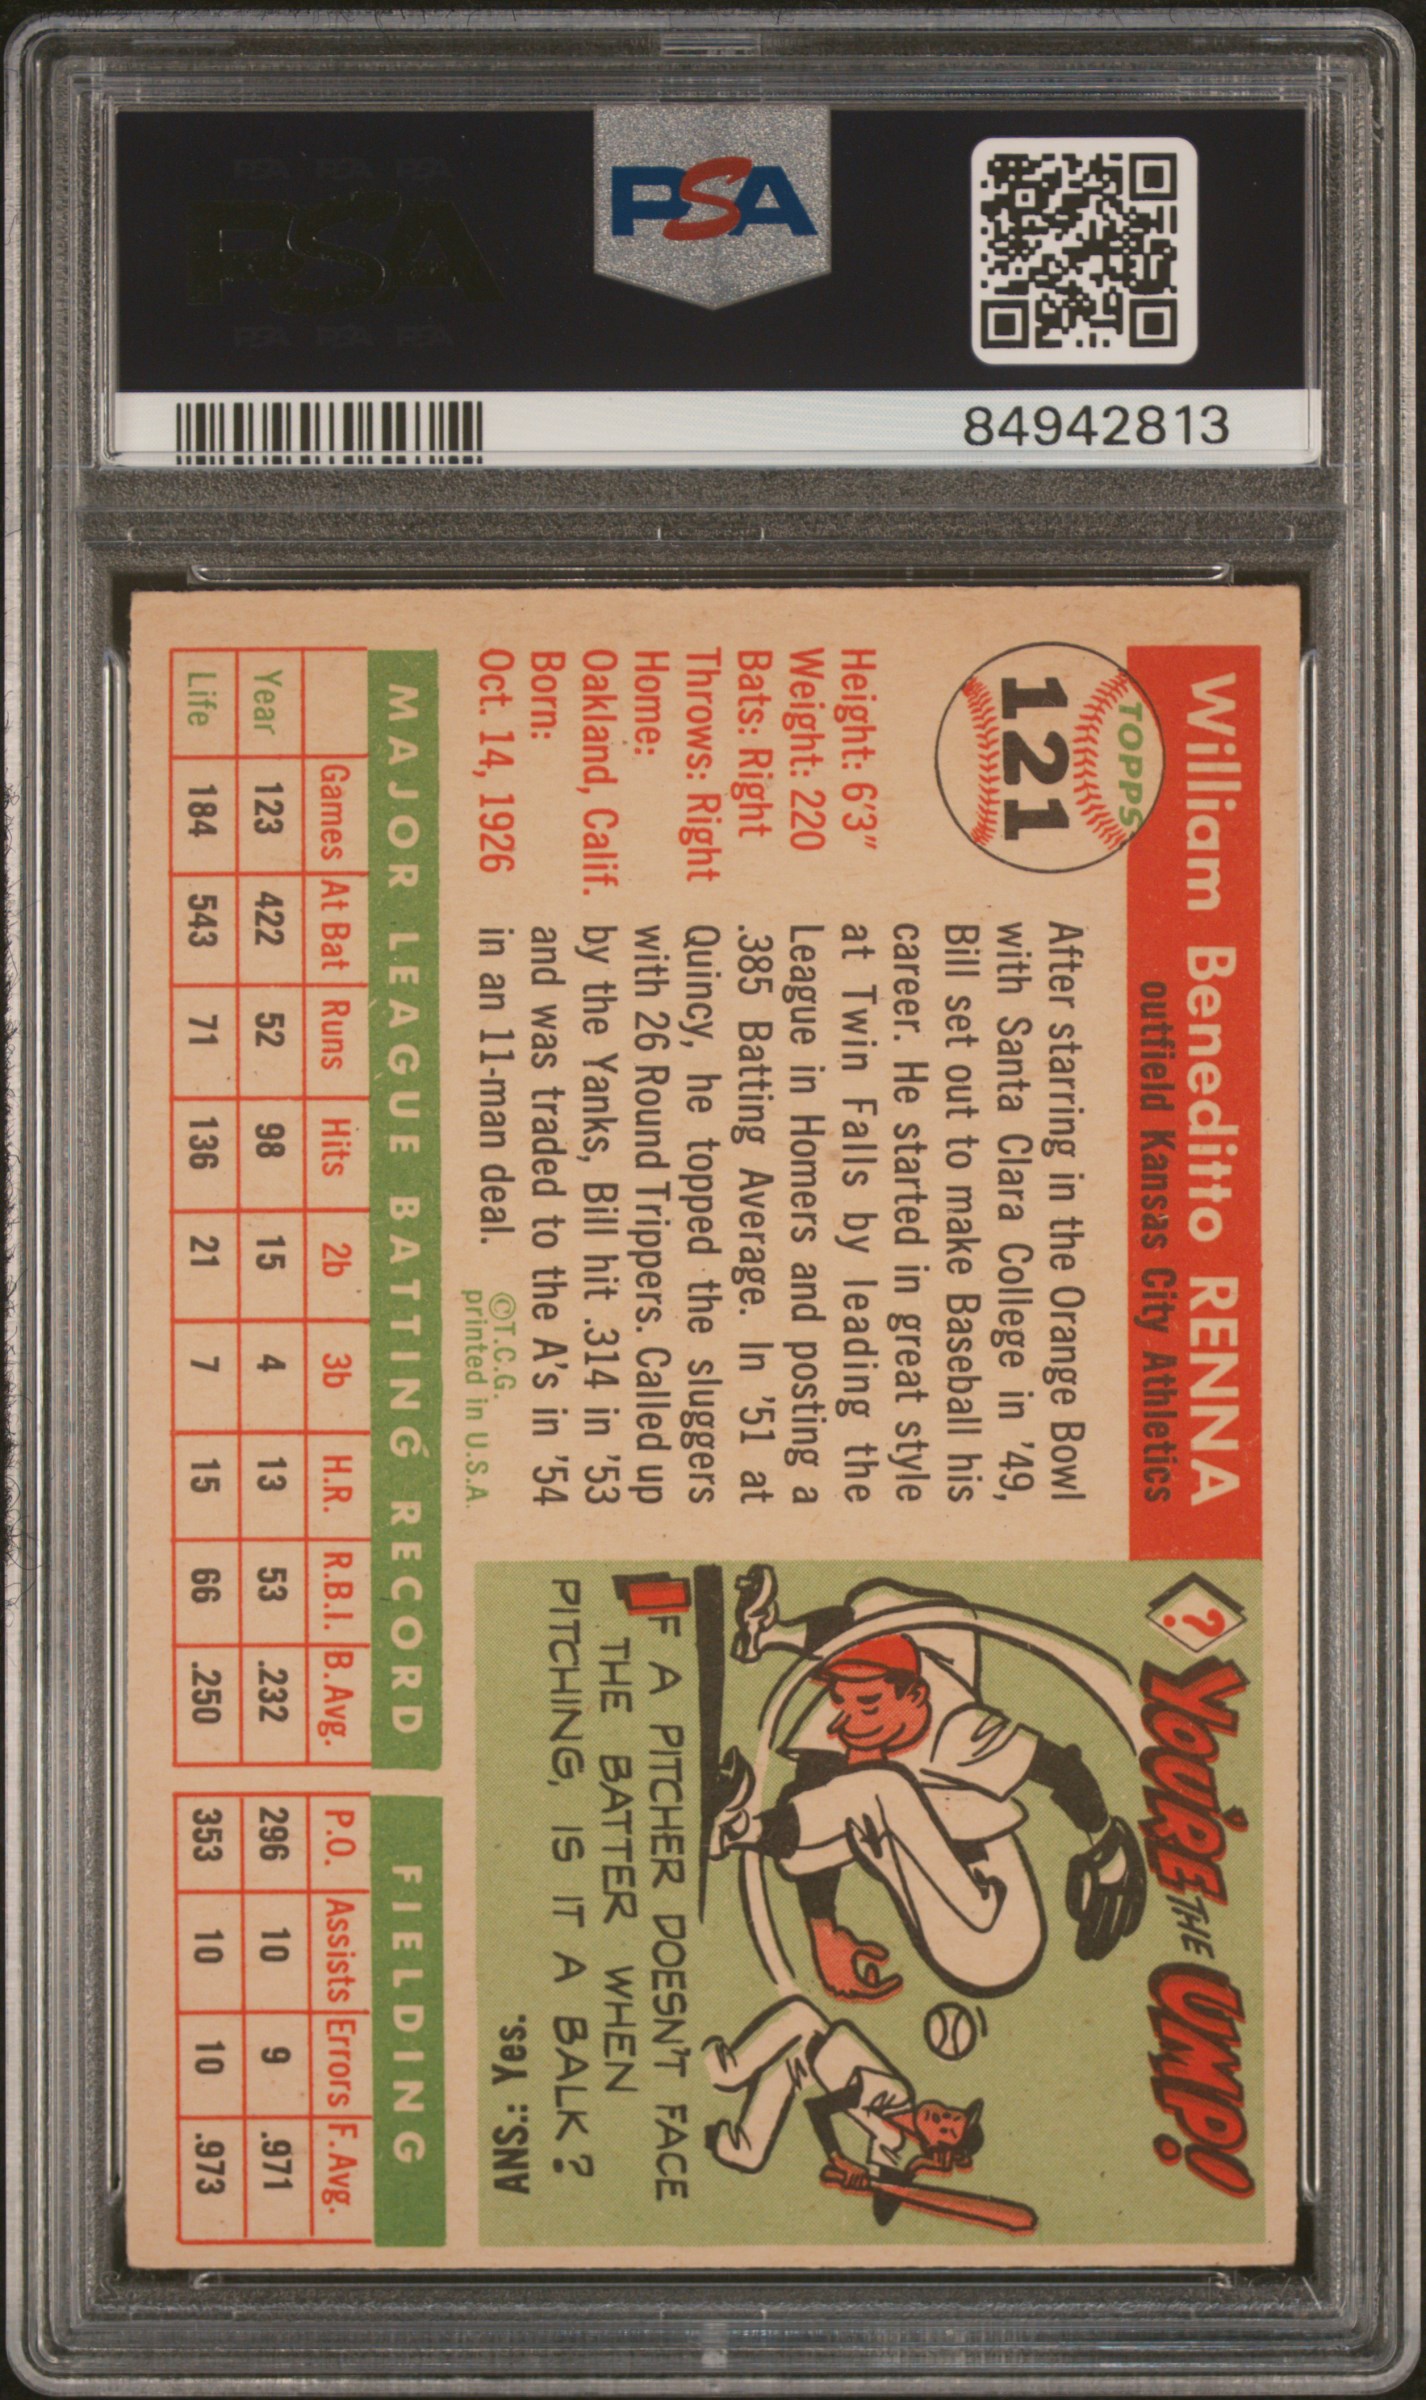 PSA PSA PSA
PSA
PSA PSA PSA
PSA
84942813
William Beneditto RENNA
outfield Kansas City Athletics
TOPPS
121
Height: 6'3"
Weight: 220
Bats: Right
Throws: Right
Home:
Oakland, Calif.
Born:
Oct. 14, 1926
After starring in the Orange Bowl
with Santa Clara College in '49,
Bill set out to make Baseball his
career. He started in great style
at Twin Falls by leading the
League in Homers and posting a
.385 Batting Average. In '51 at
Quincy, he topped the sluggers
with 26 Round Trippers. Called up
by the Yanks, Bill hit .314 in '53
and was traded to the A's in '54
in an 11-man deal.
©T.C.G.
printed in U.S.A.
?
YOU'RE THE UMP!
IF A PITCHER DOESN'T FACE
THE BATTER WHEN
PITCHING, IS IT A BALK?
ANS.: Yes.
MAJOR LEAGUE BATTING RECORD FIELDING
Games At Bat Runs Hits 2b 3b H.R. R.B.I. B. Avg. P.O. Assists Errors F. Avg.
Year 123 422 52 98 15 4 13 53 .232 296 10 9 .971
Life 184 543 71 136 21 7 15 66 .250 353 10 10 .973